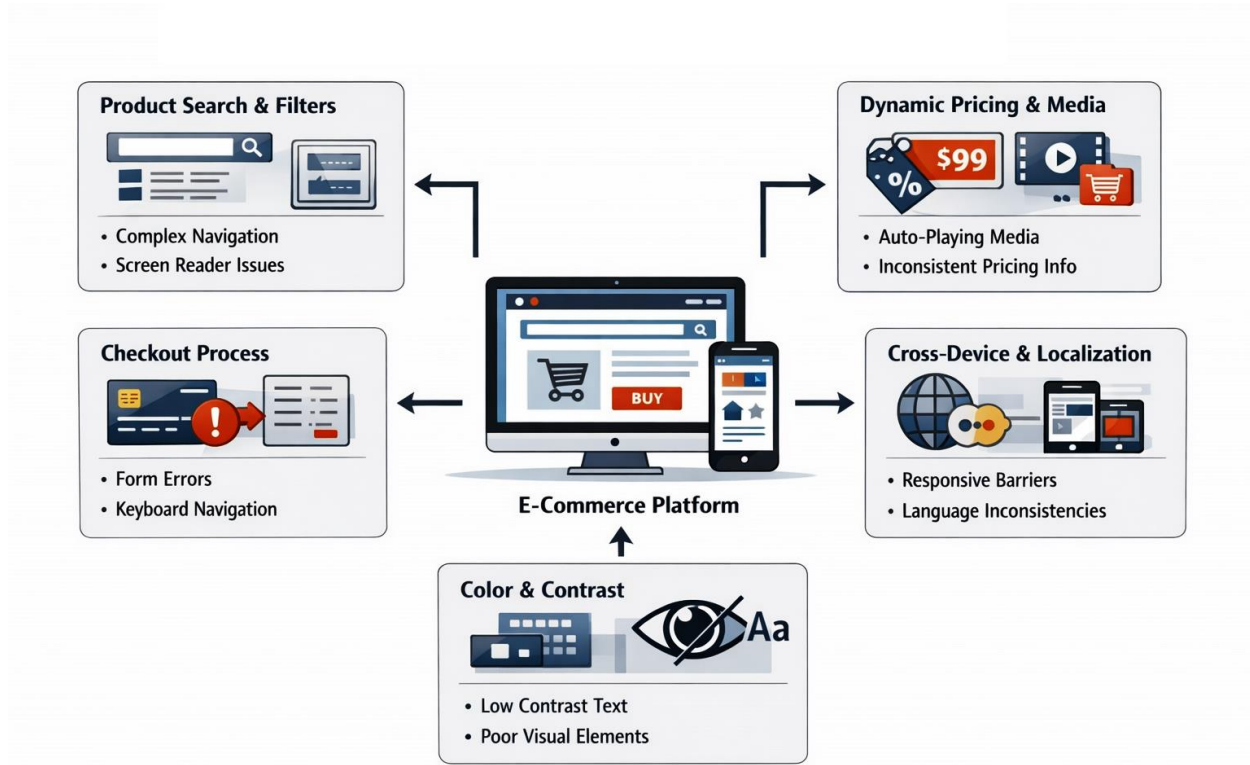 Product Search & Filters
• Complex Navigation
• Screen Reader Issues
Dynamic Pricing & Media
$99
%
• Auto-Playing Media
• Inconsistent Pricing Info
Checkout Process
!
• Form Errors
• Keyboard Navigation
BUY
E-Commerce Platform
Cross-Device & Localization
• Responsive Barriers
• Language Inconsistencies
Color & Contrast
Aa
• Low Contrast Text
• Poor Visual Elements